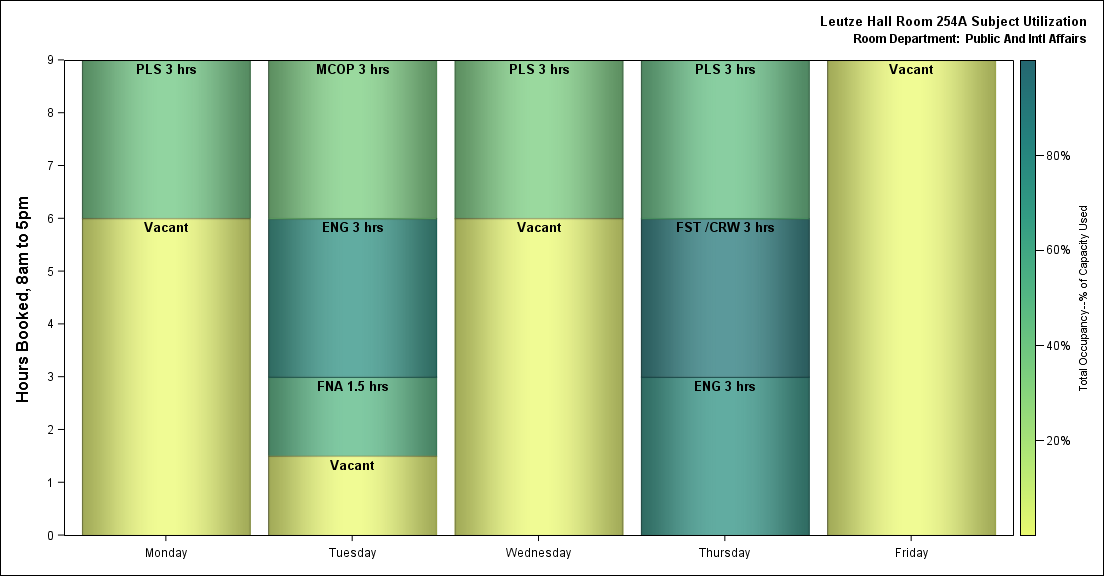 Leutze Hall Room 254A Subject Utilization
Room Department: Public And Intl Affairs
Hours Booked, 8am to 5pm
9
8
7
6
5
4
3
2
1
0
PLS 3 hrs
Vacant
MCOP 3 hrs
ENG 3 hrs
FNA 1.5 hrs
Vacant
PLS 3 hrs
Vacant
PLS 3 hrs
FST /CRW 3 hrs
ENG 3 hrs
Vacant
Monday
Tuesday
Wednesday
Thursday
Friday
80%
60%
40%
20%
Total Occupancy--% of Capacity Used